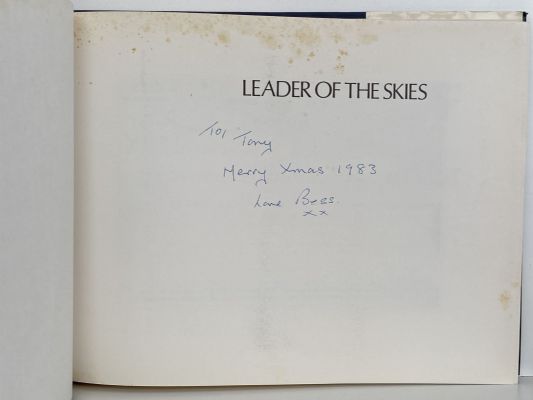 LEADER OF THE SKIES
To: Tony
Merry Xmas 1983
Love Bess.
xx